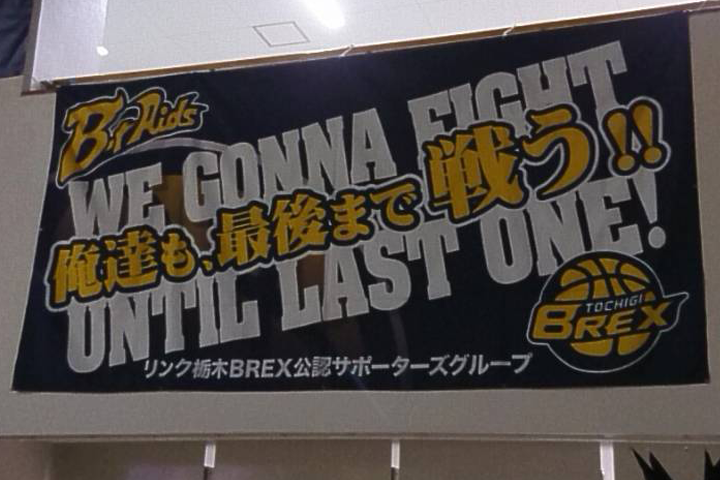 B,r Aids
WE GONNA FIGHT
俺達も、最後まで戦う!!
UNTIL LAST ONE!
TOCHIGI
BREX
リンク栃木BREX公認サポーターズグループ